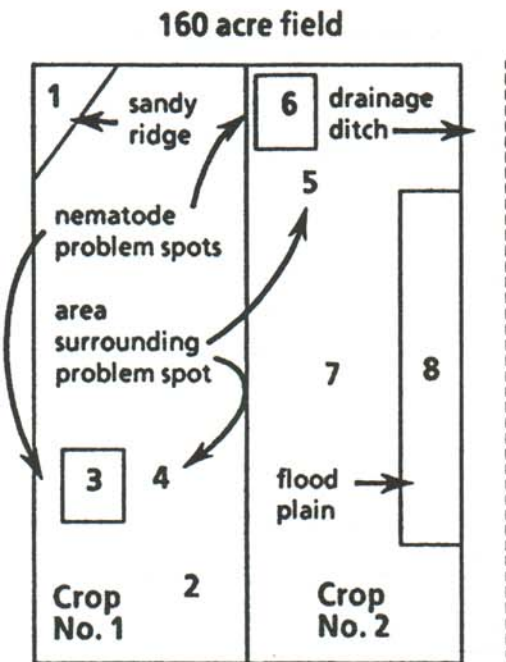 160 acre field
1
sandy
ridge
6
drainage
ditch
5
nematode
problem spots
area
surrounding
problem spot
7
8
3
4
flood
plain
2
Crop
No. 1
Crop
No. 2